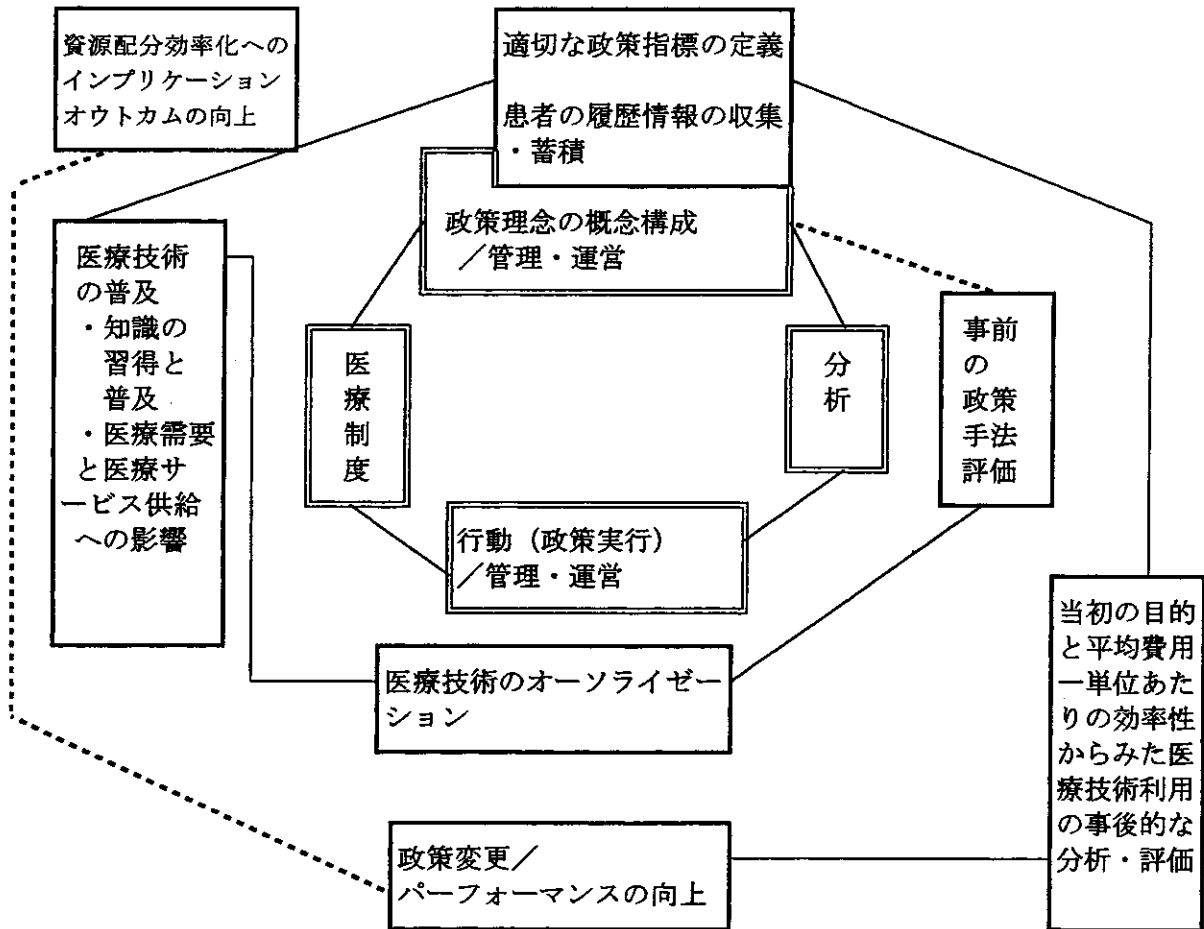 資源配分効率化への
インプリケーション
オウトカムの向上
適切な政策指標の定義
患者の履歴情報の収集
・蓄積
政策理念の概念構成
／管理・運営
医療技術
の普及
・知識の
習得と
普及
・医療需要
と医療サ
ービス供給
への影響
医
療
制
度
分
析
事前
の
政策
手法
評価
行動（政策実行）
／管理・運営
医療技術のオーソライゼー
ション
当初の目的
と平均費用
一単位あた
りの効率性
からみた医
療技術利用
の事後的な
分析・評価
政策変更／
パーフォーマンスの向上